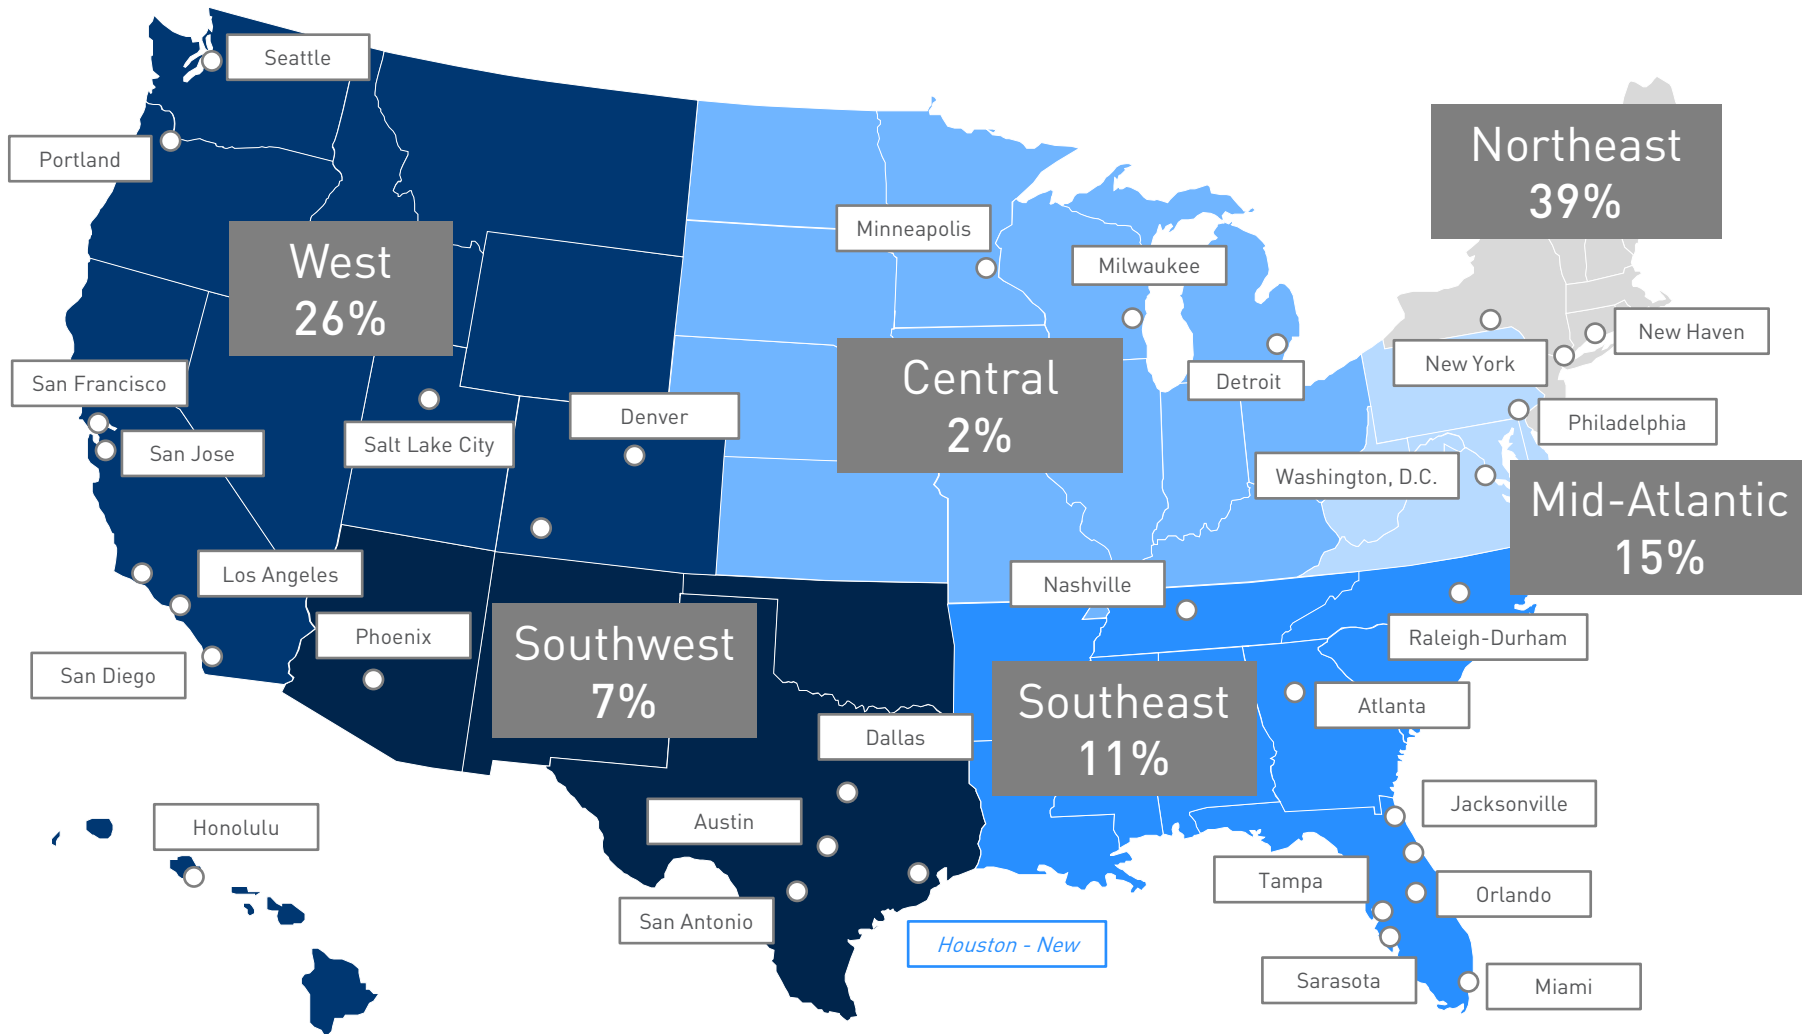 Seattle
Portland
Northeast
39%
Minneapolis
West
26%
Milwaukee
New Haven
San Francisco
Central
2%
New York
Detroit
Denver
Philadelphia
San Jose
Salt Lake City
Washington, D.C.
Mid-Atlantic
15%
Los Angeles
Nashville
Phoenix
Southwest
7%
Raleigh-Durham
San Diego
Southeast
11%
Atlanta
Dallas
Jacksonville
Honolulu
Austin
Tampa
Orlando
San Antonio
Houston - New
Sarasota
Miami